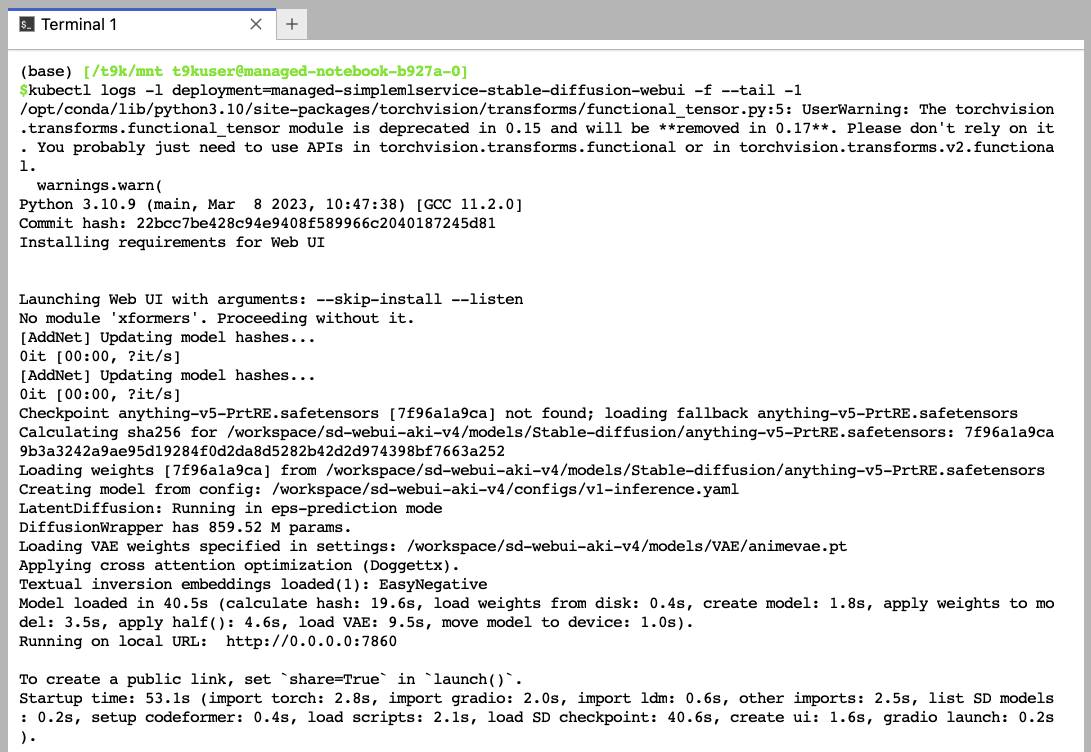 Terminal 1
(base) [/t9k/mnt t9kuser@managed-notebook-b927a-0]
$kubectl logs -l deployment=managed-simplemlservice-stable-diffusion-webui -f --tail -1
/opt/conda/lib/python3.10/site-packages/torchvision/transforms/functional_tensor.py:5: UserWarning: The torchvision
.transforms.functional_tensor module is deprecated in 0.15 and will be **removed in 0.17**. Please don't rely on it
. You probably just need to use APIs in torchvision.transforms.functional or in torchvision.transforms.v2.functiona
l.
  warnings.warn(
Python 3.10.9 (main, Mar  8 2023, 10:47:38) [GCC 11.2.0]
Commit hash: 22bcc7be428c94e9408f589966c2040187245d81
Installing requirements for Web UI
Launching Web UI with arguments: --skip-install --listen
No module 'xformers'. Proceeding without it.
[AddNet] Updating model hashes...
0it [00:00, ?it/s]
[AddNet] Updating model hashes...
0it [00:00, ?it/s]
Checkpoint anything-v5-PrtRE.safetensors [7f96a1a9ca] not found; loading fallback anything-v5-PrtRE.safetensors
Calculating sha256 for /workspace/sd-webui-aki-v4/models/Stable-diffusion/anything-v5-PrtRE.safetensors: 7f96a1a9ca
9b3a3242a9ae95d19284f0d2da8d5282b42d2d974398bf7663a252
Loading weights [7f96a1a9ca] from /workspace/sd-webui-aki-v4/models/Stable-diffusion/anything-v5-PrtRE.safetensors
Creating model from config: /workspace/sd-webui-aki-v4/configs/v1-inference.yaml
LatentDiffusion: Running in eps-prediction mode
DiffusionWrapper has 859.52 M params.
Loading VAE weights specified in settings: /workspace/sd-webui-aki-v4/models/VAE/animevae.pt
Applying cross attention optimization (Doggettx).
Textual inversion embeddings loaded(1): EasyNegative
Model loaded in 40.5s (calculate hash: 19.6s, load weights from disk: 0.4s, create model: 1.8s, apply weights to mo
del: 3.5s, apply half(): 4.6s, load VAE: 9.5s, move model to device: 1.0s).
Running on local URL:  http://0.0.0.0:7860
To create a public link, set `share=True` in `launch()`.
Startup time: 53.1s (import torch: 2.8s, import gradio: 2.0s, import ldm: 0.6s, other imports: 2.5s, list SD models
: 0.2s, setup codeformer: 0.4s, load scripts: 2.1s, load SD checkpoint: 40.6s, create ui: 1.6s, gradio launch: 0.2s
).